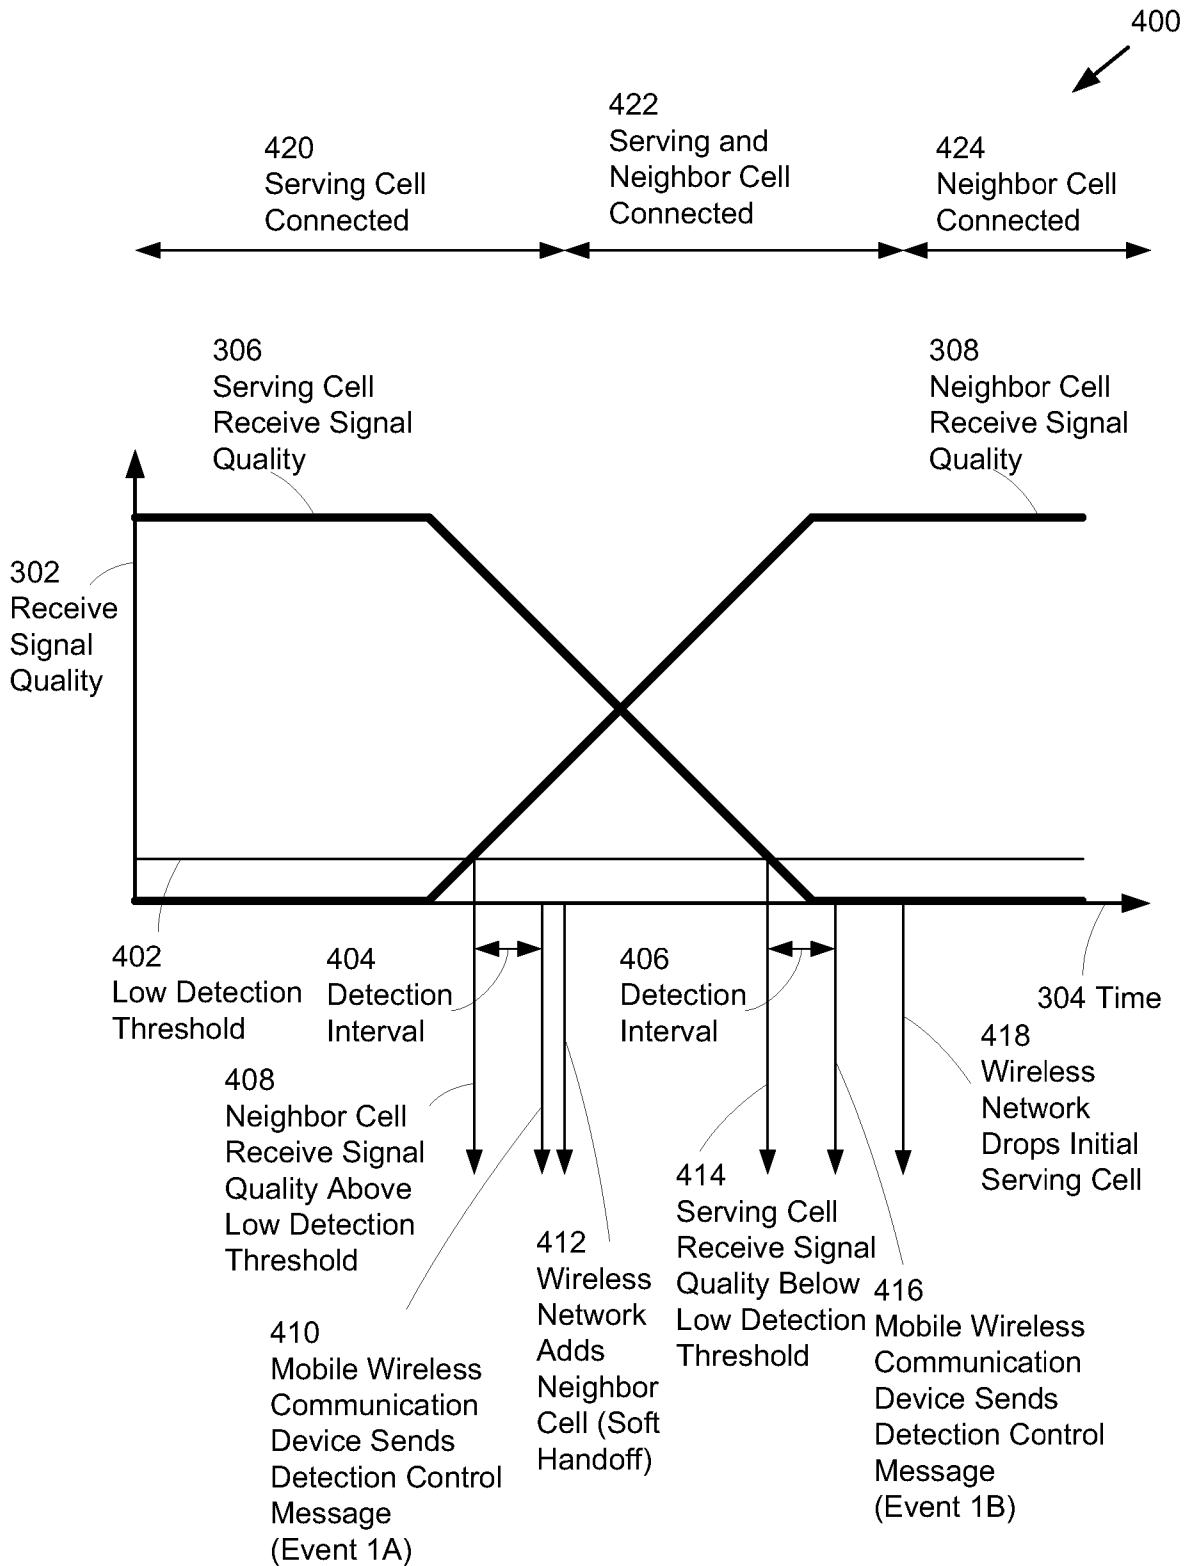 400
422
Serving and
Neighbor Cell
Connected
420
Serving Cell
Connected
424
Neighbor Cell
Connected
306
Serving Cell
Receive Signal
Quality
308
Neighbor Cell
Receive Signal
Quality
302
Receive
Signal
Quality
402
Low Detection
Threshold
404
Detection
Interval
406
Detection
Interval
304 Time
408
Neighbor Cell
Receive Signal
Quality Above
Low Detection
Threshold
418
Wireless
Network
Drops Initial
Serving Cell
410
Mobile Wireless
Communication
Device Sends
Detection Control
Message
(Event 1A)
412
Wireless
Network
Adds
Neighbor
Cell (Soft
Handoff)
414
Serving Cell
Receive Signal
Quality Below
Low Detection
Threshold
416
Mobile Wireless
Communication
Device Sends
Detection Control
Message
(Event 1B)